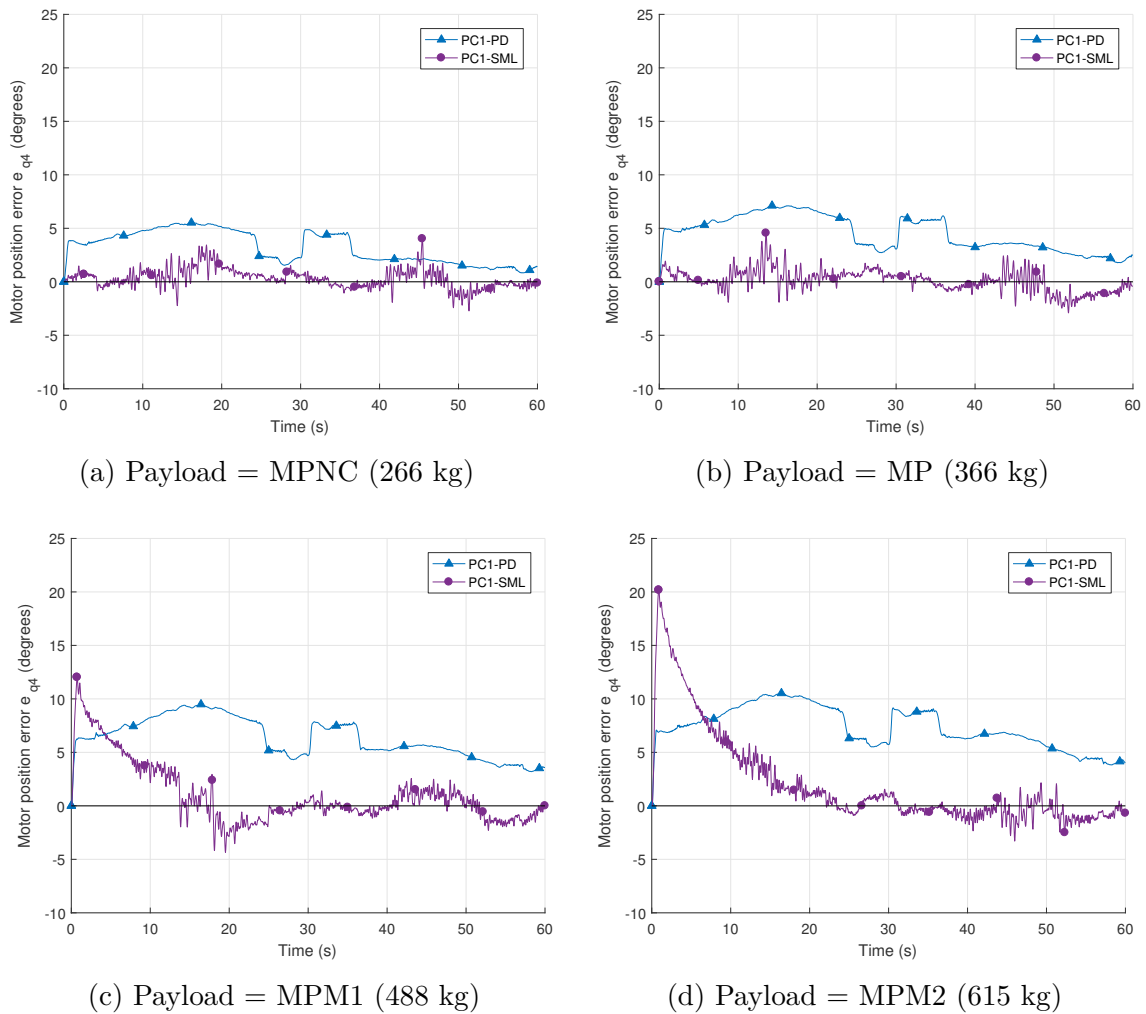 25
20
15
10
5
0
-5
-10
Motor position error e q4 (degrees)
PC1-PD
PC1-SML
0 10 20 30 40 50 60
Time (s)
(a) Payload = MPNC (266 kg)
25
20
15
10
5
0
-5
-10
Motor position error e q4 (degrees)
PC1-PD
PC1-SML
0 10 20 30 40 50 60
Time (s)
(b) Payload = MP (366 kg)
25
20
15
10
5
0
-5
-10
Motor position error e q4 (degrees)
PC1-PD
PC1-SML
0 10 20 30 40 50 60
Time (s)
(c) Payload = MPM1 (488 kg)
25
20
15
10
5
0
-5
-10
Motor position error e q4 (degrees)
PC1-PD
PC1-SML
0 10 20 30 40 50 60
Time (s)
(d) Payload = MPM2 (615 kg)